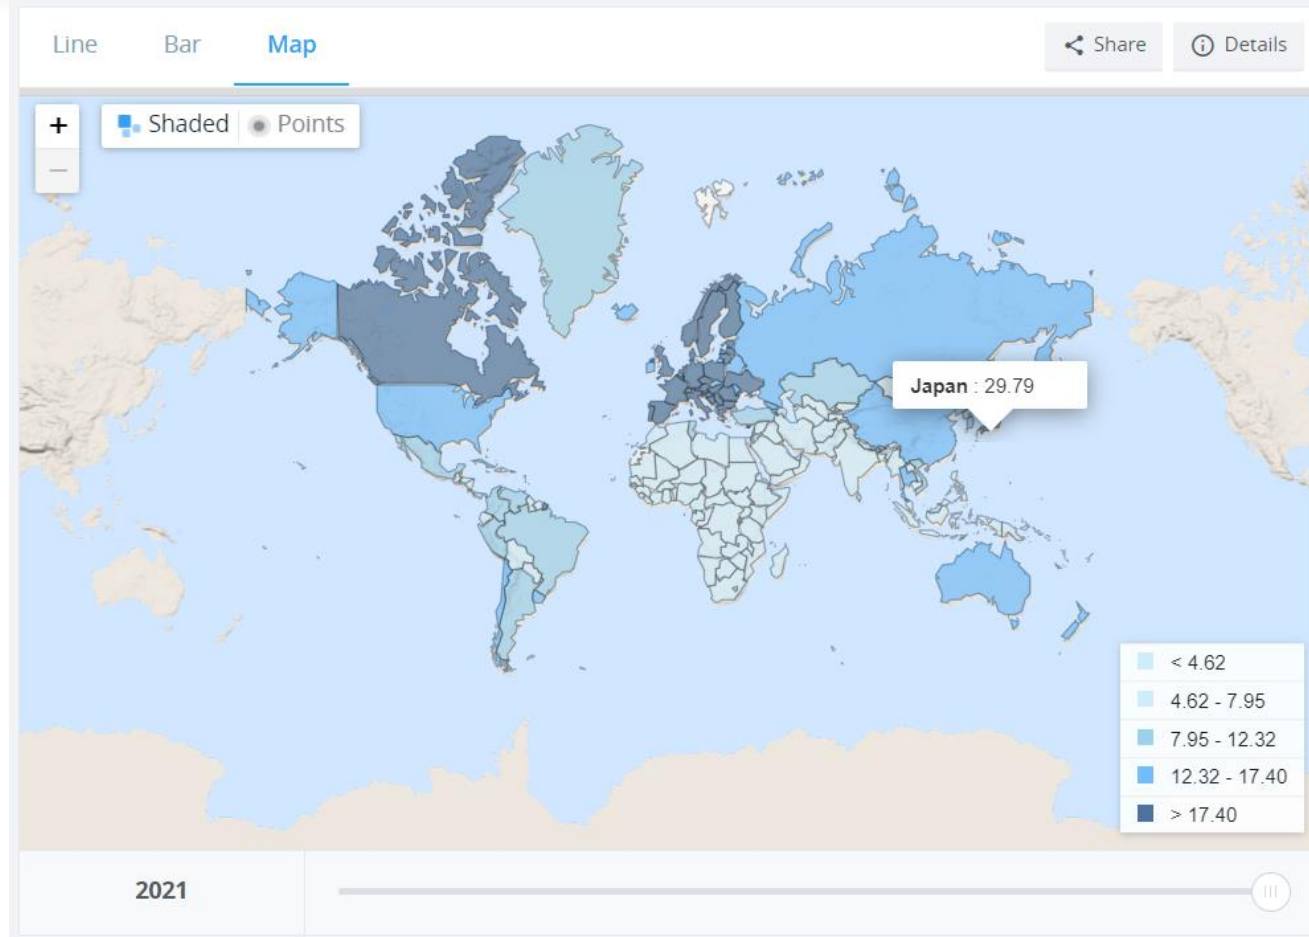 Line Bar Map Share Details
+ Shaded Points
−
Japan : 29.79
< 4.62
4.62 - 7.95
7.95 - 12.32
12.32 - 17.40
> 17.40
2021